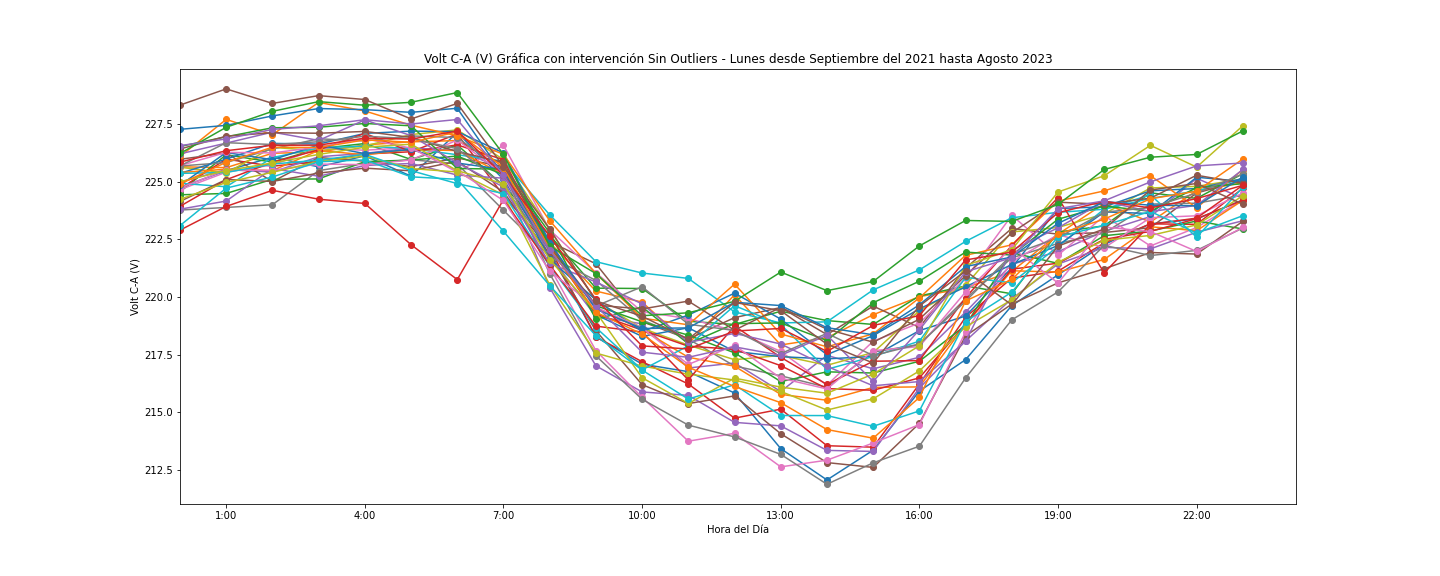 Volt C-A (V) Gráfica con intervención Sin Outliers - Lunes desde Septiembre del 2021 hasta Agosto 2023
227.5
225.0
222.5
220.0
217.5
215.0
212.5
Volt C-A (V)
1:00 4:00 7:00 10:00 13:00 16:00 19:00 22:00
Hora del Día